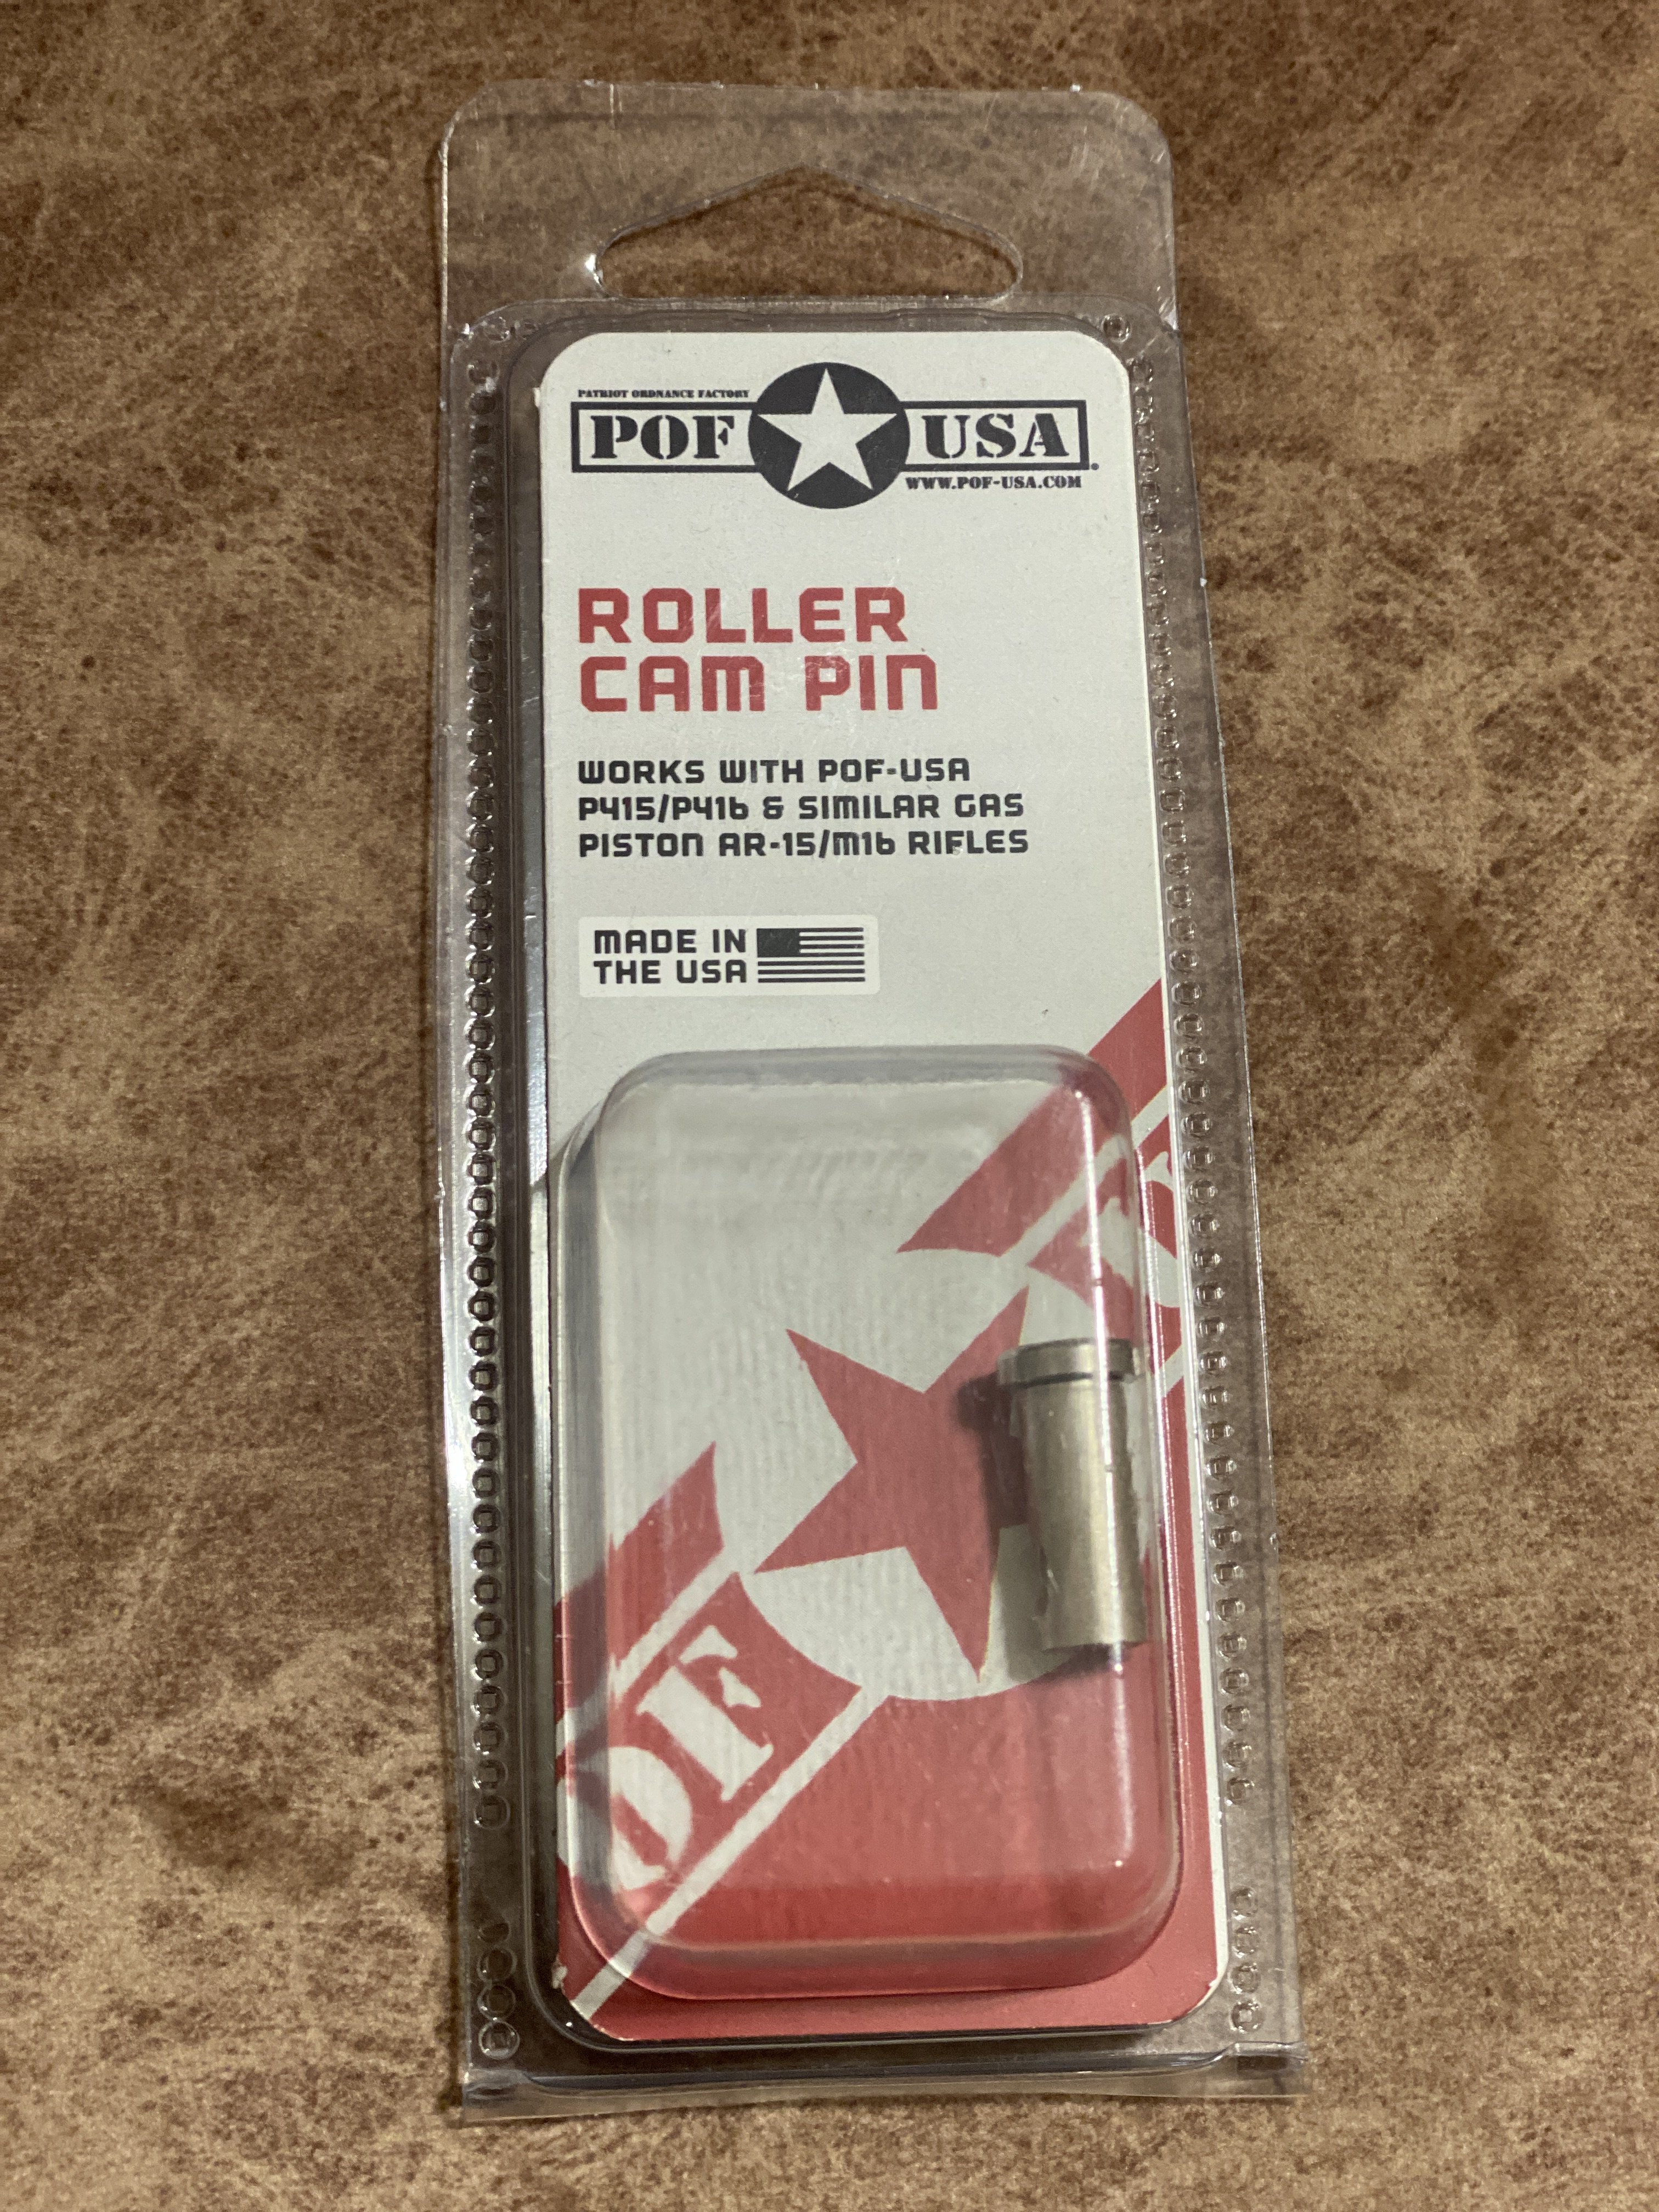 PATRIOT ORDNANCE FACTORY
POF USA
WWW.POF-USA.COM
ROLLER
CAM PIN
WORKS WITH POF-USA
P415/P416 & SIMILAR GAS
PISTON AR-15/M16 RIFLES
MADE IN
THE USA
POF